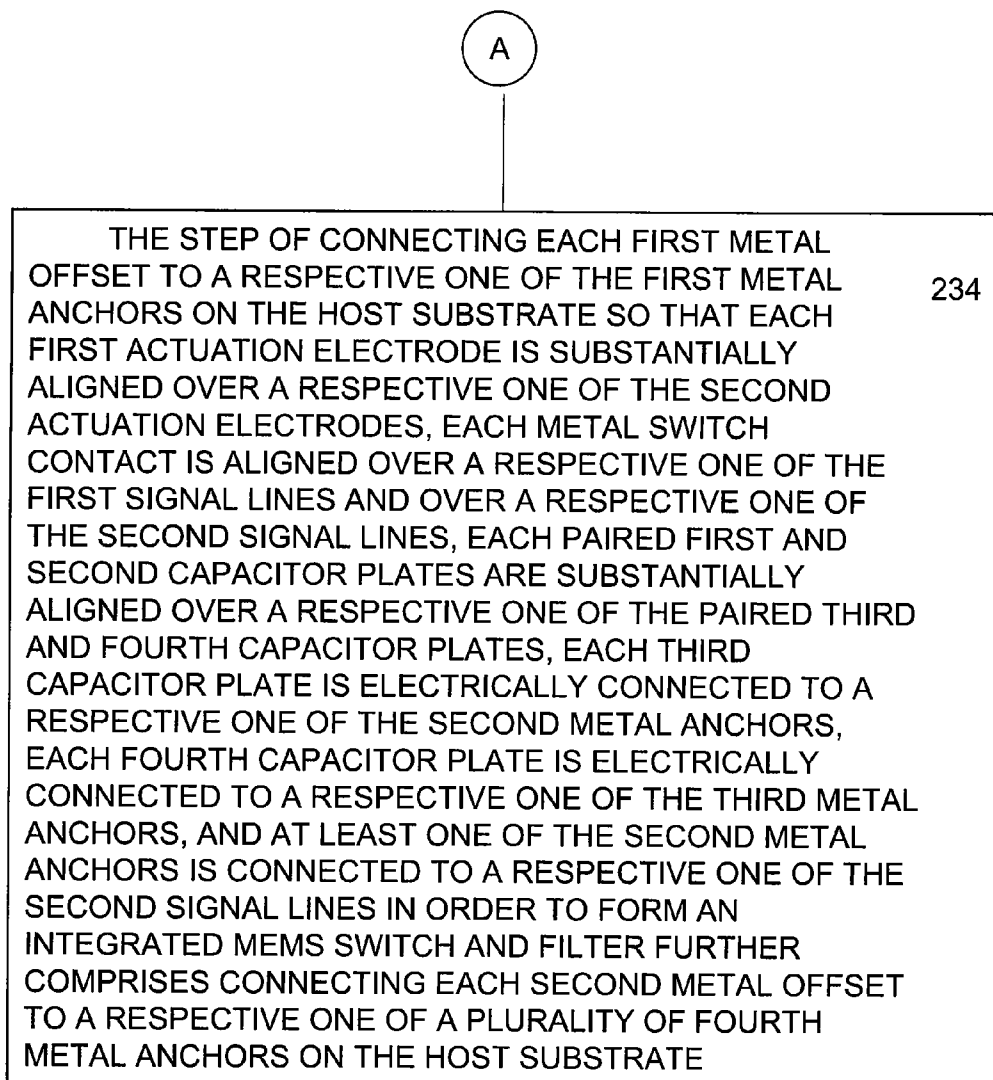 A
THE STEP OF CONNECTING EACH FIRST METAL
OFFSET TO A RESPECTIVE ONE OF THE FIRST METAL
234
ANCHORS ON THE HOST SUBSTRATE SO THAT EACH
FIRST ACTUATION ELECTRODE IS SUBSTANTIALLY
ALIGNED OVER A RESPECTIVE ONE OF THE SECOND
ACTUATION ELECTRODES, EACH METAL SWITCH
CONTACT IS ALIGNED OVER A RESPECTIVE ONE OF THE
FIRST SIGNAL LINES AND OVER A RESPECTIVE ONE OF
THE SECOND SIGNAL LINES, EACH PAIRED FIRST AND
SECOND CAPACITOR PLATES ARE SUBSTANTIALLY
ALIGNED OVER A RESPECTIVE ONE OF THE PAIRED THIRD
AND FOURTH CAPACITOR PLATES, EACH THIRD
CAPACITOR PLATE IS ELECTRICALLY CONNECTED TO A
RESPECTIVE ONE OF THE SECOND METAL ANCHORS,
EACH FOURTH CAPACITOR PLATE IS ELECTRICALLY
CONNECTED TO A RESPECTIVE ONE OF THE THIRD METAL
ANCHORS, AND AT LEAST ONE OF THE SECOND METAL
ANCHORS IS CONNECTED TO A RESPECTIVE ONE OF THE
SECOND SIGNAL LINES IN ORDER TO FORM AN
INTEGRATED MEMS SWITCH AND FILTER FURTHER
COMPRISES CONNECTING EACH SECOND METAL OFFSET
TO A RESPECTIVE ONE OF A PLURALITY OF FOURTH
METAL ANCHORS ON THE HOST SUBSTRATE